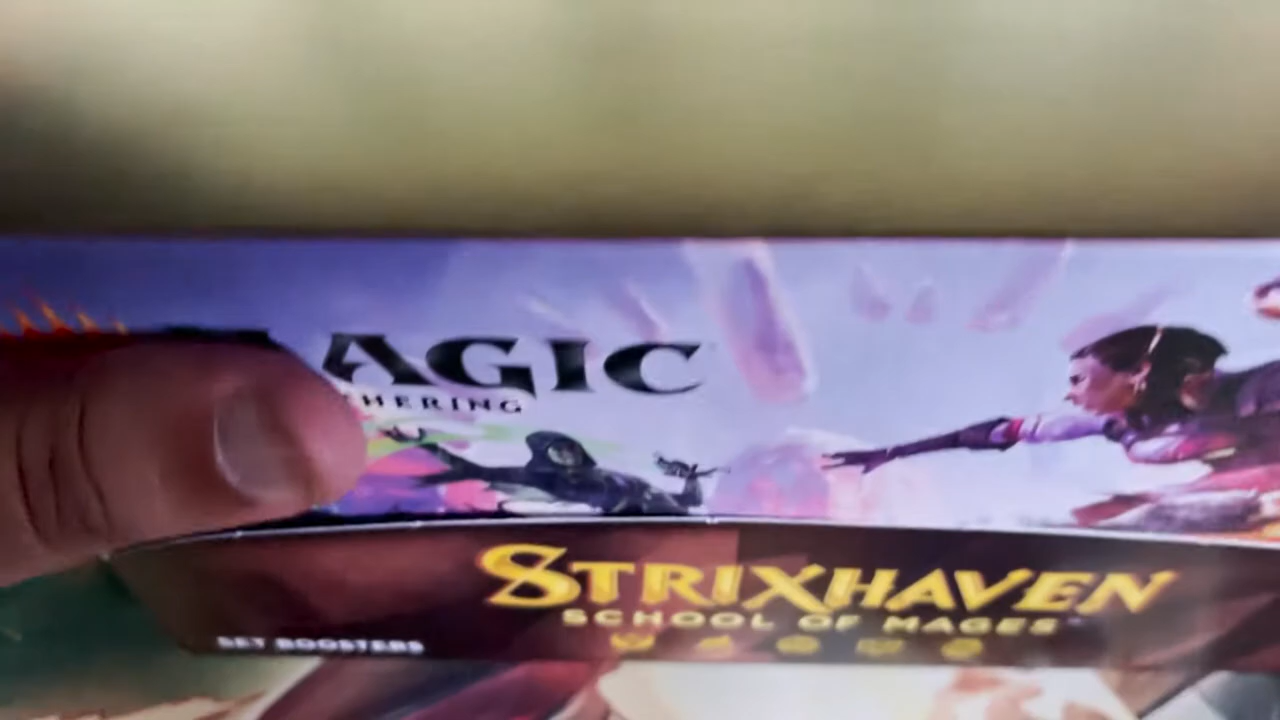 AGIC
HERING
STRIXHAVEN
SCHOOL OF MAGES
SET BOOSTERS